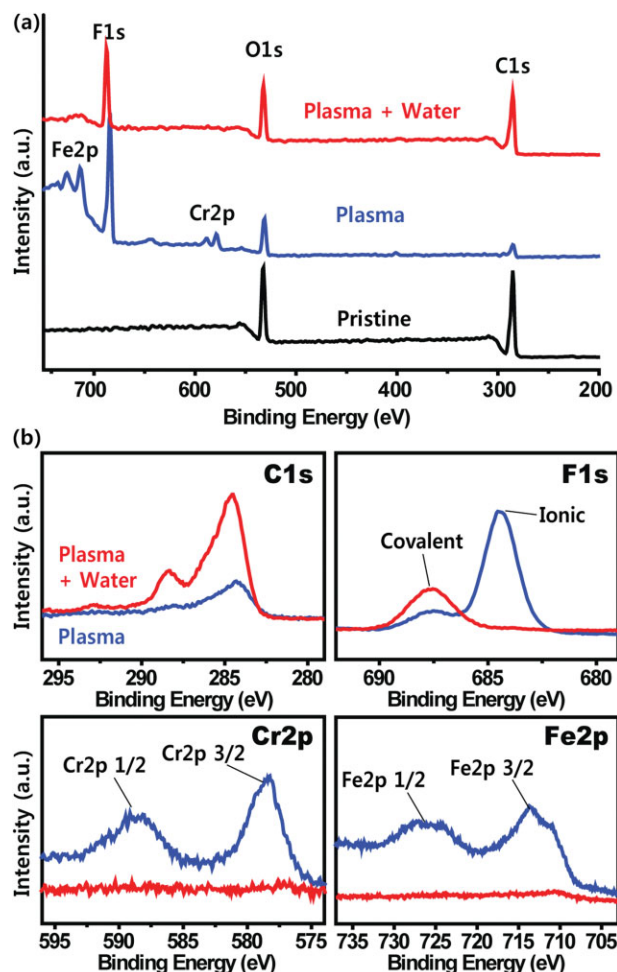 (a)
F1s
O1s
C1s
Plasma + Water
Fe2p
Cr2p
Plasma
Pristine
Intensity (a.u.)
700 600 500 400 300 200
Binding Energy (eV)
(b)
C1s
Plasma
+ Water
Plasma
Intensity (a.u.)
295 290 285 280
Binding Energy (eV)
F1s
Ionic
Covalent
690 685 680
Binding Energy (eV)
Cr2p
Cr2p 1/2
Cr2p 3/2
Intensity (a.u.)
595 590 585 580 575
Binding Energy (eV)
Fe2p
Fe2p 1/2
Fe2p 3/2
735 725 715 705
Binding Energy (eV)